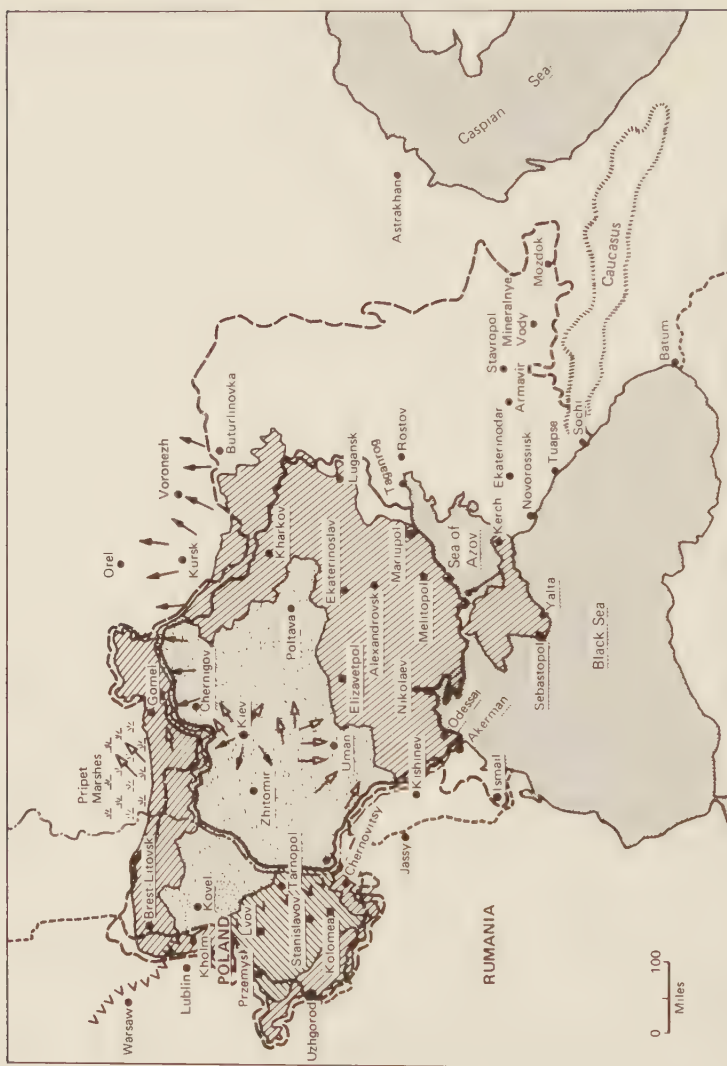 Caspian Sea
Astrakhan
Caucasus
Mozdok
Mineralnye
Vody
Stavropol
Armavir
Batum
Sochi
Tuapse
Novorossisk
Ekaterinodar
Kerch
Rostov
Taganrog
Sea of
Azov
Lugansk
Buturlinovka
Voronezh
Kursk
Orel
Kharkov
Ekaterinoslav
Mariupol
Alexandrovsk
Melitopol
Poltava
Elizavetpol
Nikolaev
Yalta
Sebastopol
Black Sea
Odessa
Akerman
Ismail
Kishinev
Jassy
Chernovitsy
Uman
Kiev
Zhitomir
Chernigov
Gomel
Pripet
Marshes
Brest Litovsk
Kovel
Tarnopol
Stanislavov
Lvov
Kolomea
Przemysl
POLAND
Kholm
Lublin
Warsaw
Uzhgorod
RUMANIA
0 100
Miles